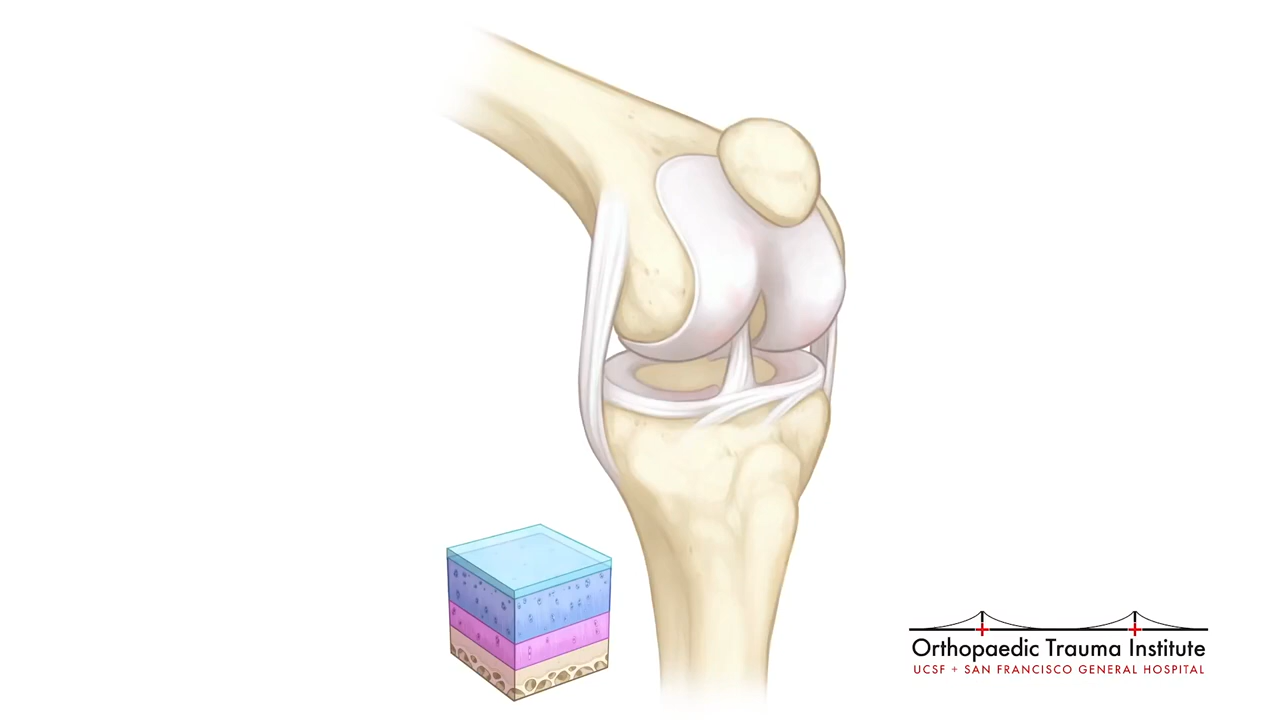 Orthopaedic Trauma Institute
UCSF + SAN FRANCISCO GENERAL HOSPITAL